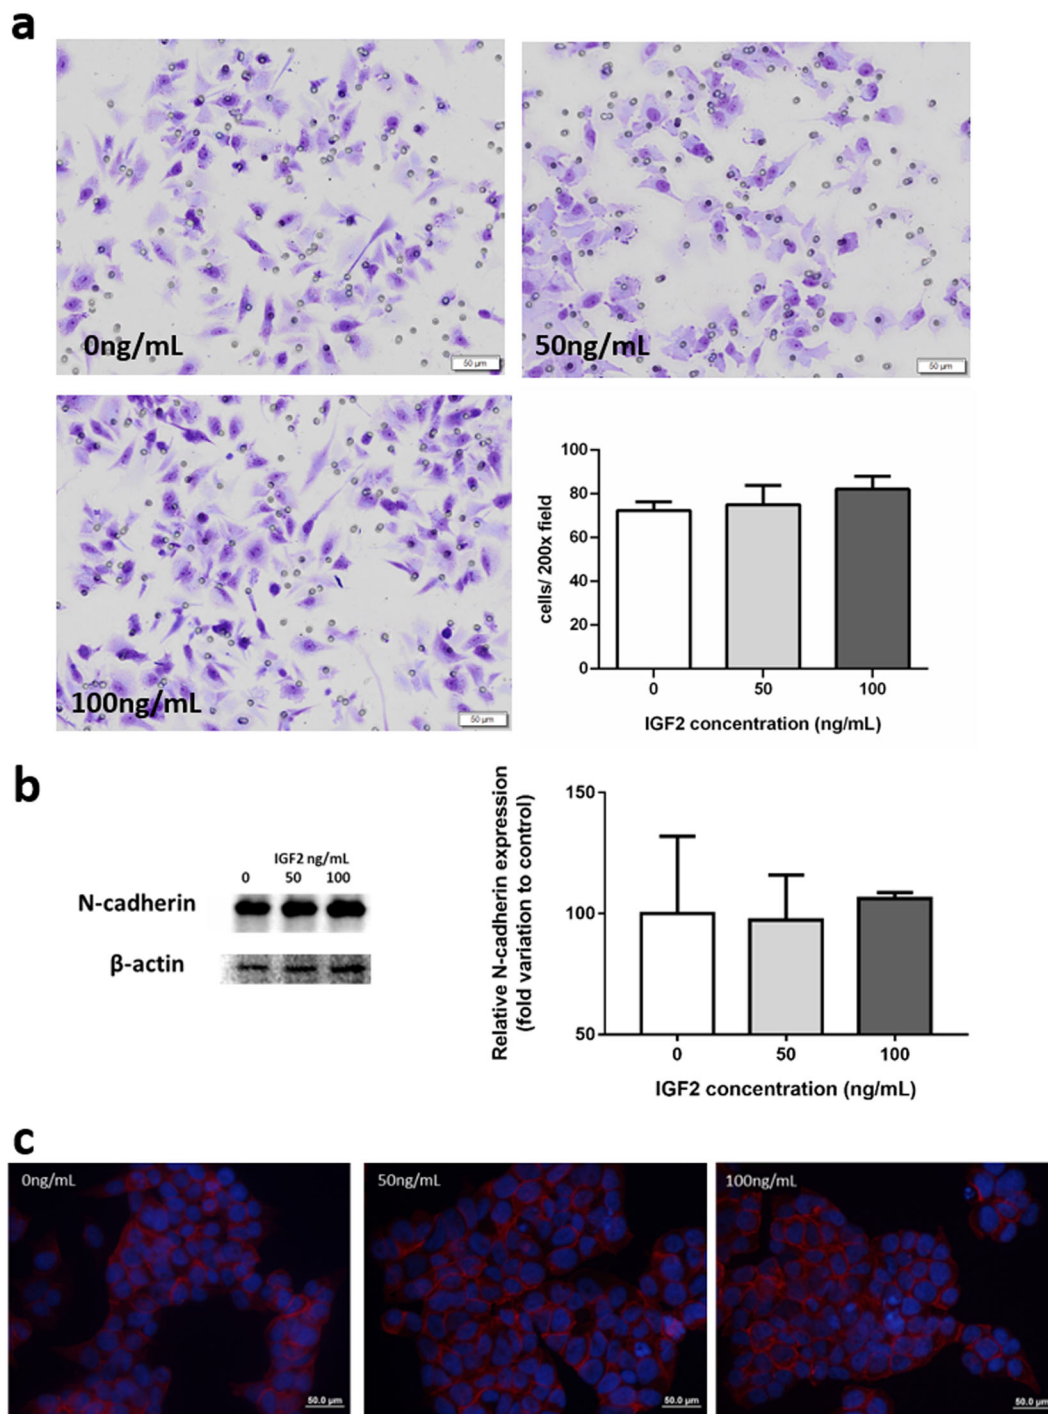 a
0ng/mL
50 µm
50ng/mL
50 µm
100ng/mL
50 µm
cells/ 200x field
100
80
60
40
20
0
0 50 100
IGF2 concentration (ng/mL)
b
IGF2 ng/mL
0 50 100
N-cadherin
β-actin
Relative N-cadherin expression
(fold variation to control)
150
100
50
0 50 100
IGF2 concentration (ng/mL)
c
0ng/mL
50.0 µm
50ng/mL
50.0 µm
100ng/mL
50.0 µm